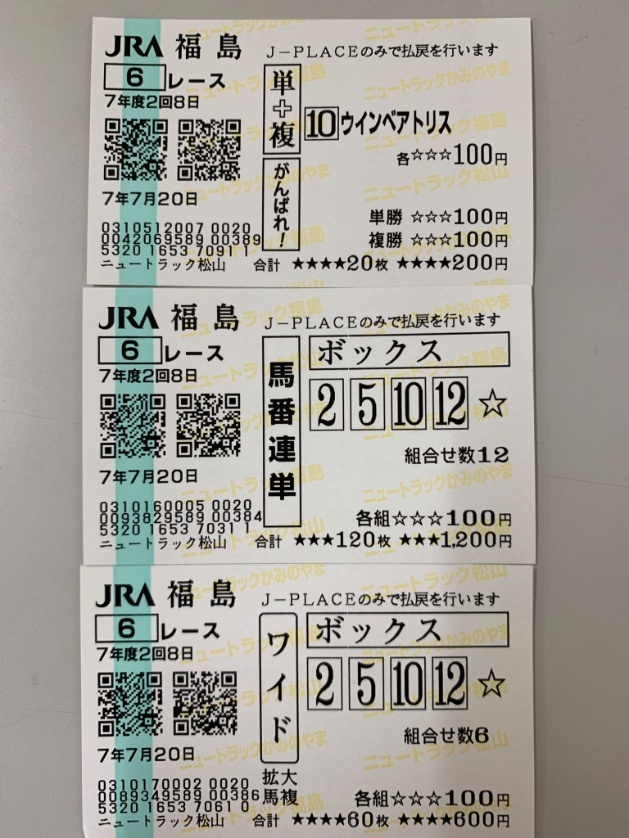 JRA 福島 J-PLACEのみで払戻を行います
6 レース
7年度2回8日
単+複
がんばれ!
10 ウインベアトリス
各☆☆☆100円
7年7月20日
単勝 ☆☆☆100円
複勝 ☆☆☆100円
0310512007 0020
0042069589 00389
5320 1653 7091 1
ニュートラック松山 合計 ★★★★20枚 ★★★★200円
JRA 福島 J-PLACEのみで払戻を行います
6 レース
7年度2回8日
馬番連単
ボックス
2 5 10 12 ☆
組合せ数12
7年7月20日
0310160005 0020
0093829589 00384
5320 1653 7031 1
各組☆☆☆100円
ニュートラック松山 合計 ★★★120枚 ★★★1,200円
JRA 福島 J-PLACEのみで払戻を行います
6 レース
7年度2回8日
ワイド
ボックス
2 5 10 12 ☆
組合せ数6
7年7月20日
拡大
馬複
0310170002 0020
0089349589 00386
5320 1653 7061 0
各組☆☆☆100円
ニュートラック松山 合計 ★★★★60枚 ★★★★600円